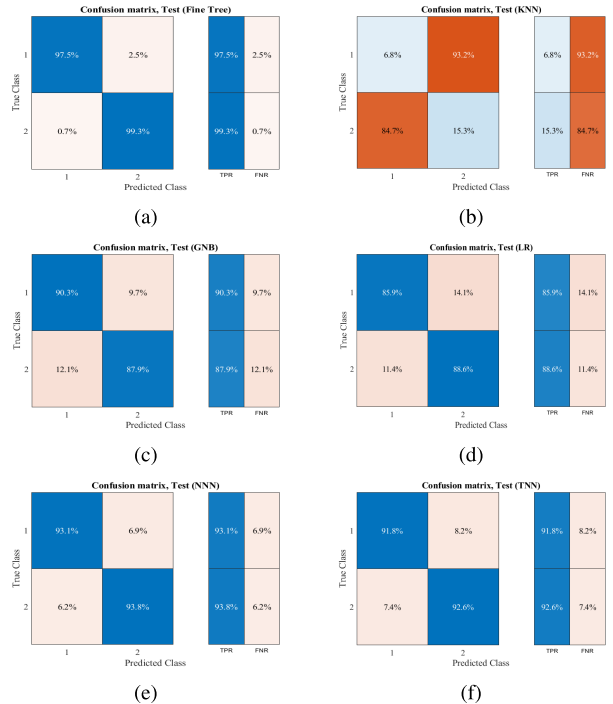 Confusion matrix, Test (Fine Tree)
True Class
1
97.5%
2.5%
97.5%
2.5%
2
0.7%
99.3%
99.3%
0.7%
1
2
TPR
FNR
Predicted Class
(a)
Confusion matrix, Test (KNN)
True Class
1
6.8%
93.2%
6.8%
93.2%
2
84.7%
15.3%
15.3%
84.7%
1
2
TPR
FNR
Predicted Class
(b)
Confusion matrix, Test (GNB)
True Class
1
90.3%
9.7%
90.3%
9.7%
2
12.1%
87.9%
87.9%
12.1%
1
2
TPR
FNR
Predicted Class
(c)
Confusion matrix, Test (LR)
True Class
1
85.9%
14.1%
85.9%
14.1%
2
11.4%
88.6%
88.6%
11.4%
1
2
TPR
FNR
Predicted Class
(d)
Confusion matrix, Test (NNN)
True Class
1
93.1%
6.9%
93.1%
6.9%
2
6.2%
93.8%
93.8%
6.2%
1
2
TPR
FNR
Predicted Class
(e)
Confusion matrix, Test (TNN)
True Class
1
91.8%
8.2%
91.8%
8.2%
2
7.4%
92.6%
92.6%
7.4%
1
2
TPR
FNR
Predicted Class
(f)